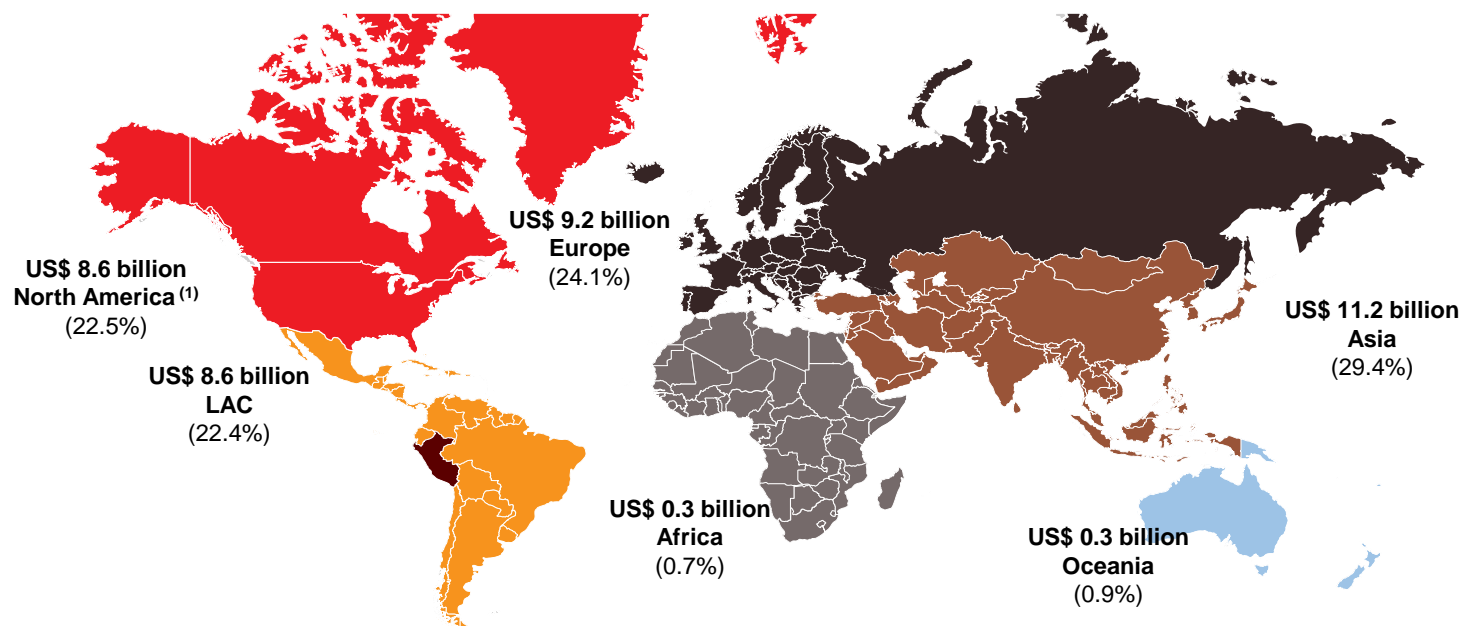 US$ 9.2 billion
Europe
(24.1%)
US$ 8.6 billion
North America (1)
(22.5%)
US$ 11.2 billion
Asia
(29.4%)
US$ 8.6 billion
LAC
(22.4%)
US$ 0.3 billion
Africa
(0.7%)
US$ 0.3 billion
Oceania
(0.9%)